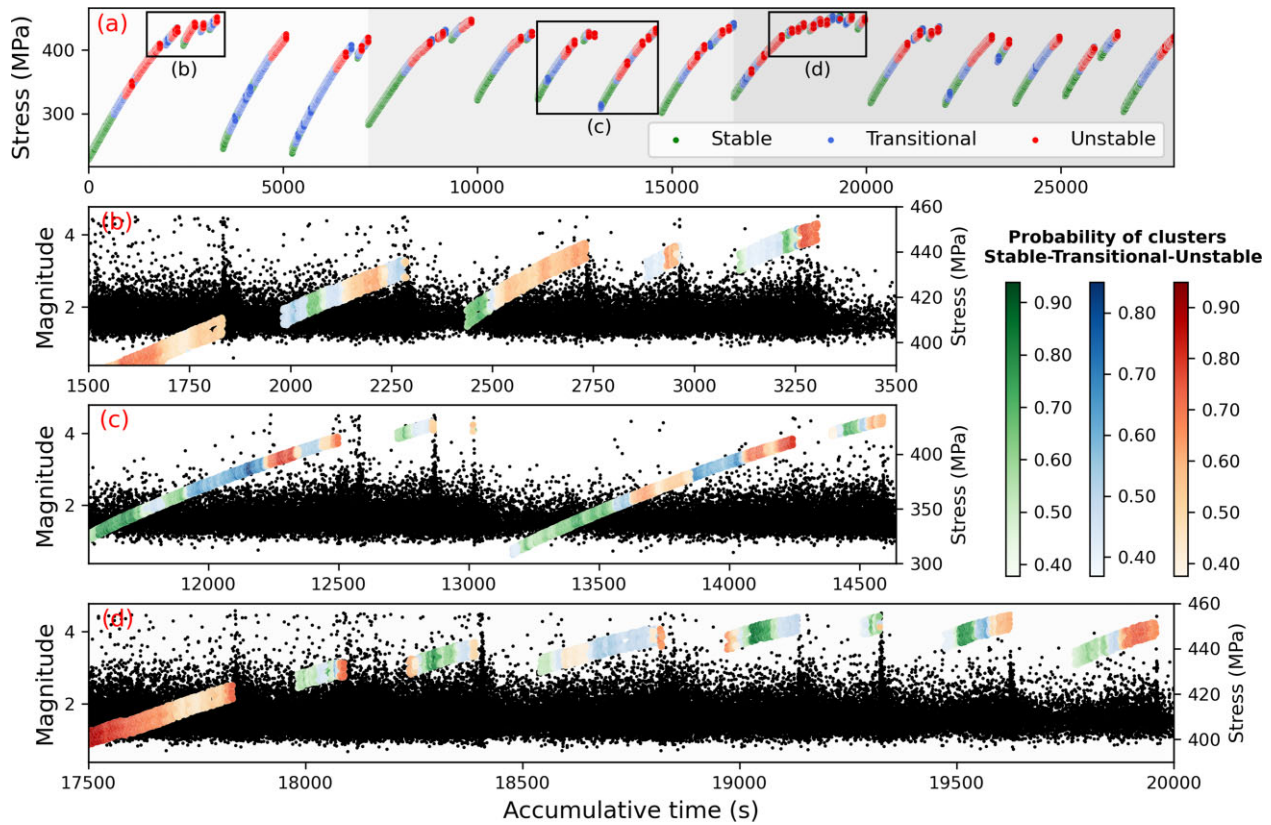 (a)
Stress (MPa)
400
300
(b)
(c)
(d)
Stable Transitional Unstable
0 5000 10000 15000 20000 25000
(b)
Magnitude
4
2
460
440
420
400
Stress (MPa)
1500 1750 2000 2250 2500 2750 3000 3250 3500
(c)
Magnitude
4
2
400
350
300
Stress (MPa)
12000 12500 13000 13500 14000 14500
Probability of clusters
Stable-Transitional-Unstable
0.90
0.80
0.70
0.60
0.50
0.40
0.80
0.70
0.60
0.50
0.40
0.90
0.80
0.70
0.60
0.50
0.40
(d)
Magnitude
4
2
460
440
420
400
Stress (MPa)
17500 18000 18500 19000 19500 20000
Accumulative time (s)